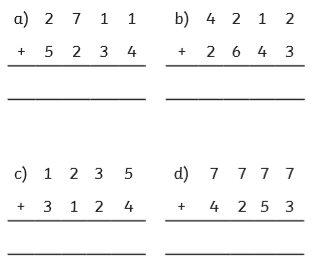 a) 2 7 1 1
+ 5 2 3 4
b) 4 2 1 2
+ 2 6 4 3
c) 1 2 3 5
+ 3 1 2 4
d) 7 7 7 7
+ 4 2 5 3